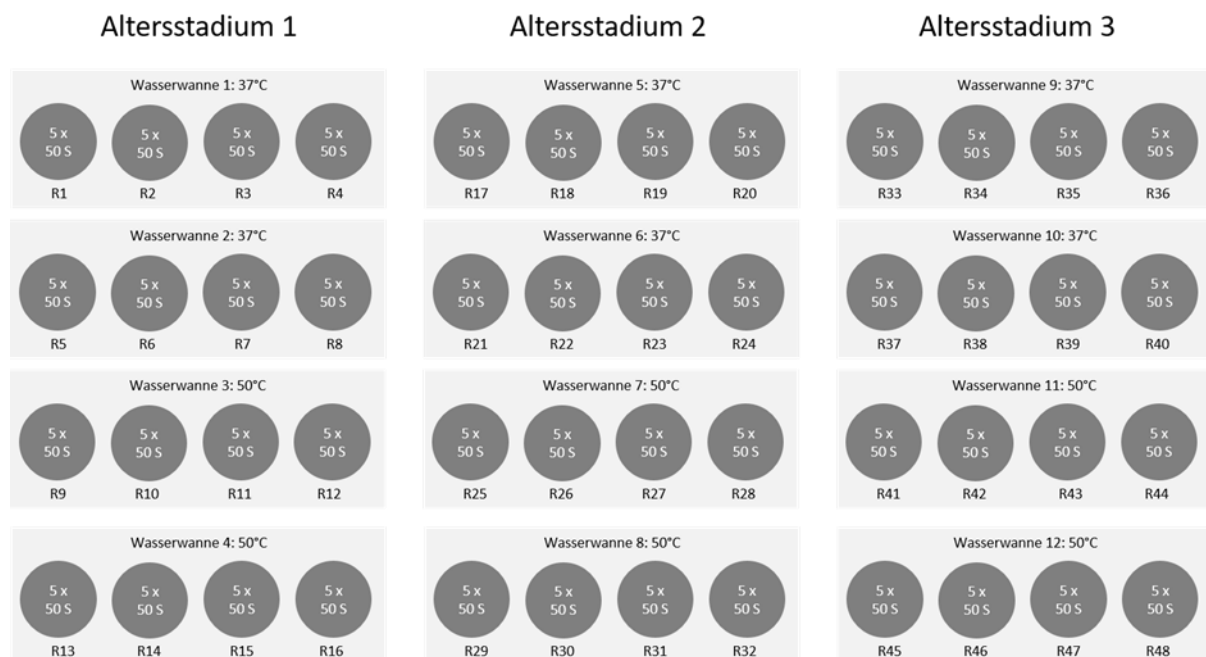 Altersstadium 1
Altersstadium 2
Altersstadium 3
Wasserwanne 1: 37°C
Wasserwanne 5: 37°C
Wasserwanne 9: 37°C
5 x 5 x 5 x 5 x 5 x 5 x 5 x 5 x 5 x 5 x 5 x 5 x
50 S 50 S 50 S 50 S 50 S 50 S 50 S 50 S 50 S 50 S 50 S 50 S
R1 R2 R3 R4 R17 R18 R19 R20 R33 R34 R35 R36
Wasserwanne 2: 37°C
Wasserwanne 6: 37°C
Wasserwanne 10: 37°C
5 x 5 x 5 x 5 x 5 x 5 x 5 x 5 x 5 x 5 x 5 x 5 x
50 S 50 S 50 S 50 S 50 S 50 S 50 S 50 S 50 S 50 S 50 S 50 S
R5 R6 R7 R8 R21 R22 R23 R24 R37 R38 R39 R40
Wasserwanne 3: 50°C
Wasserwanne 7: 50°C
Wasserwanne 11: 50°C
5 x 5 x 5 x 5 x 5 x 5 x 5 x 5 x 5 x 5 x 5 x 5 x
50 S 50 S 50 S 50 S 50 S 50 S 50 S 50 S 50 S 50 S 50 S 50 S
R9 R10 R11 R12 R25 R26 R27 R28 R41 R42 R43 R44
Wasserwanne 4: 50°C
Wasserwanne 8: 50°C
Wasserwanne 12: 50°C
5 x 5 x 5 x 5 x 5 x 5 x 5 x 5 x 5 x 5 x 5 x 5 x
50 S 50 S 50 S 50 S 50 S 50 S 50 S 50 S 50 S 50 S 50 S 50 S
R13 R14 R15 R16 R29 R30 R31 R32 R45 R46 R47 R48